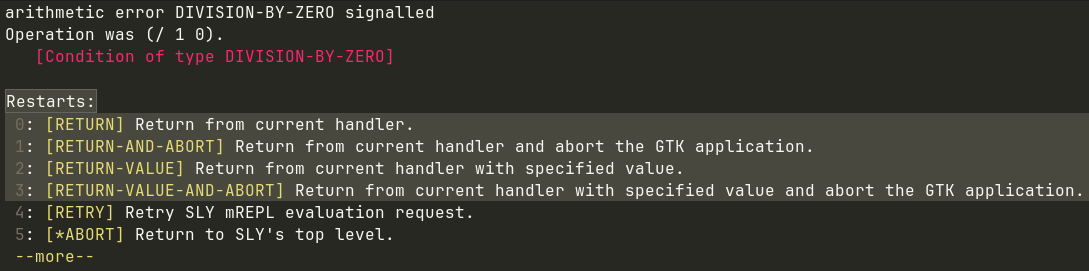 arithmetic error DIVISION-BY-ZERO signalled
Operation was (/ 1 0).
[Condition of type DIVISION-BY-ZERO]
Restarts:
0: [RETURN] Return from current handler.
1: [RETURN-AND-ABORT] Return from current handler and abort the GTK application.
2: [RETURN-VALUE] Return from current handler with specified value.
3: [RETURN-VALUE-AND-ABORT] Return from current handler with specified value and abort the GTK application.
4: [RETRY] Retry SLY mREPL evaluation request.
5: [*ABORT] Return to SLY's top level.
--more--